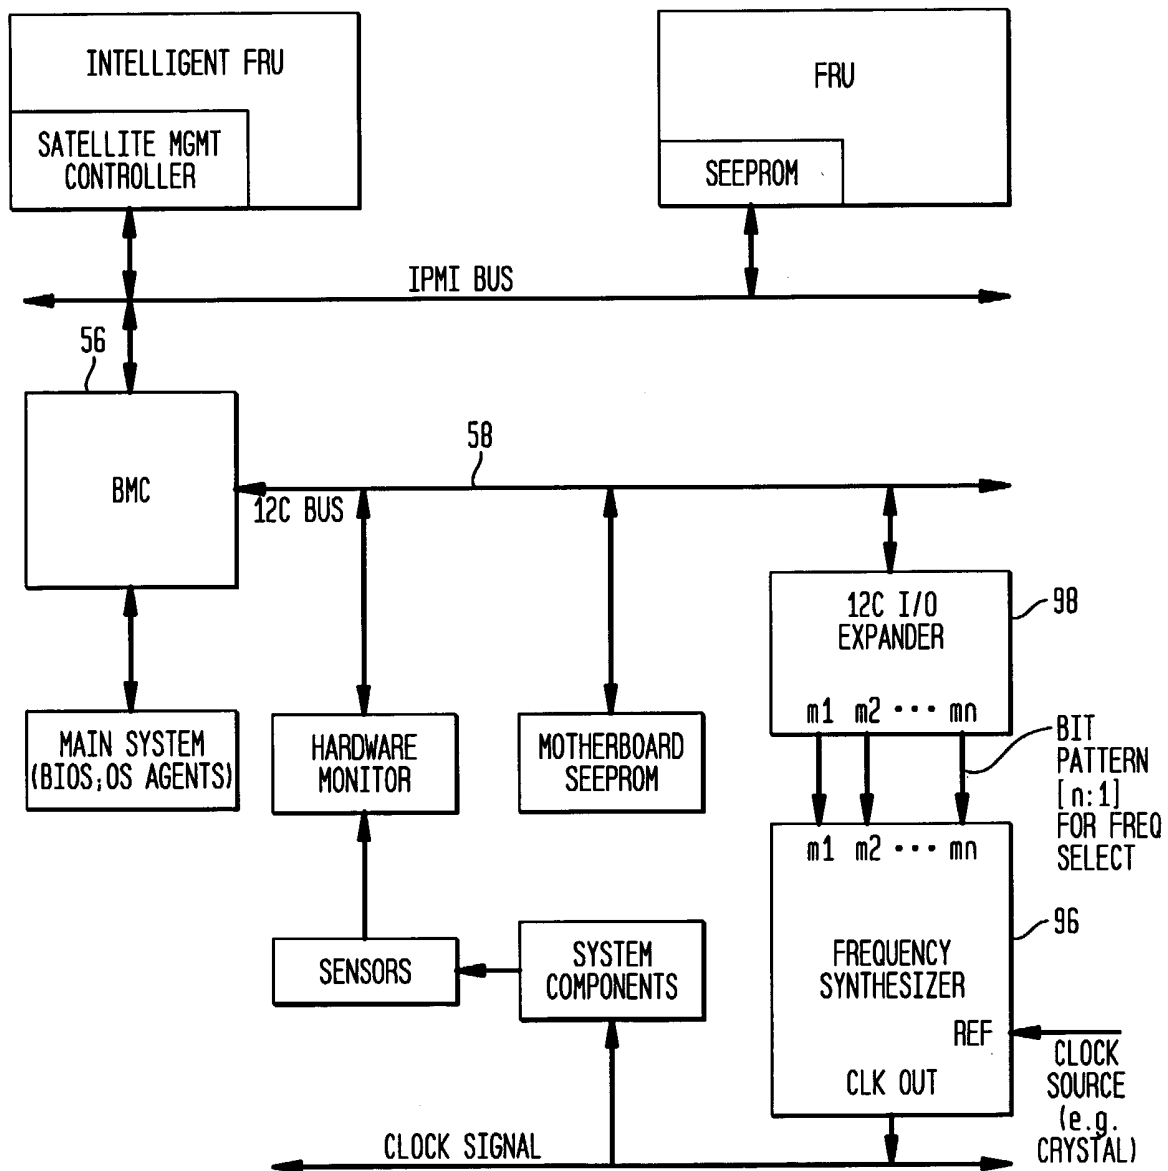 INTELLIGENT FRU
SATELLITE MGMT
CONTROLLER
FRU
SEEPROM
IPMI BUS
56
BMC
58
12C BUS
12C I/O
EXPANDER
98
m1 m2 ••• mn
MAIN SYSTEM
(BIOS;OS AGENTS)
HARDWARE
MONITOR
MOTHERBOARD
SEEPROM
BIT
PATTERN
[n:1]
FOR FREQ
SELECT
m1 m2 ••• mn
96
FREQUENCY
SYNTHESIZER
SENSORS
SYSTEM
COMPONENTS
REF
CLK OUT
CLOCK
SOURCE
(e.g.
CRYSTAL)
CLOCK SIGNAL